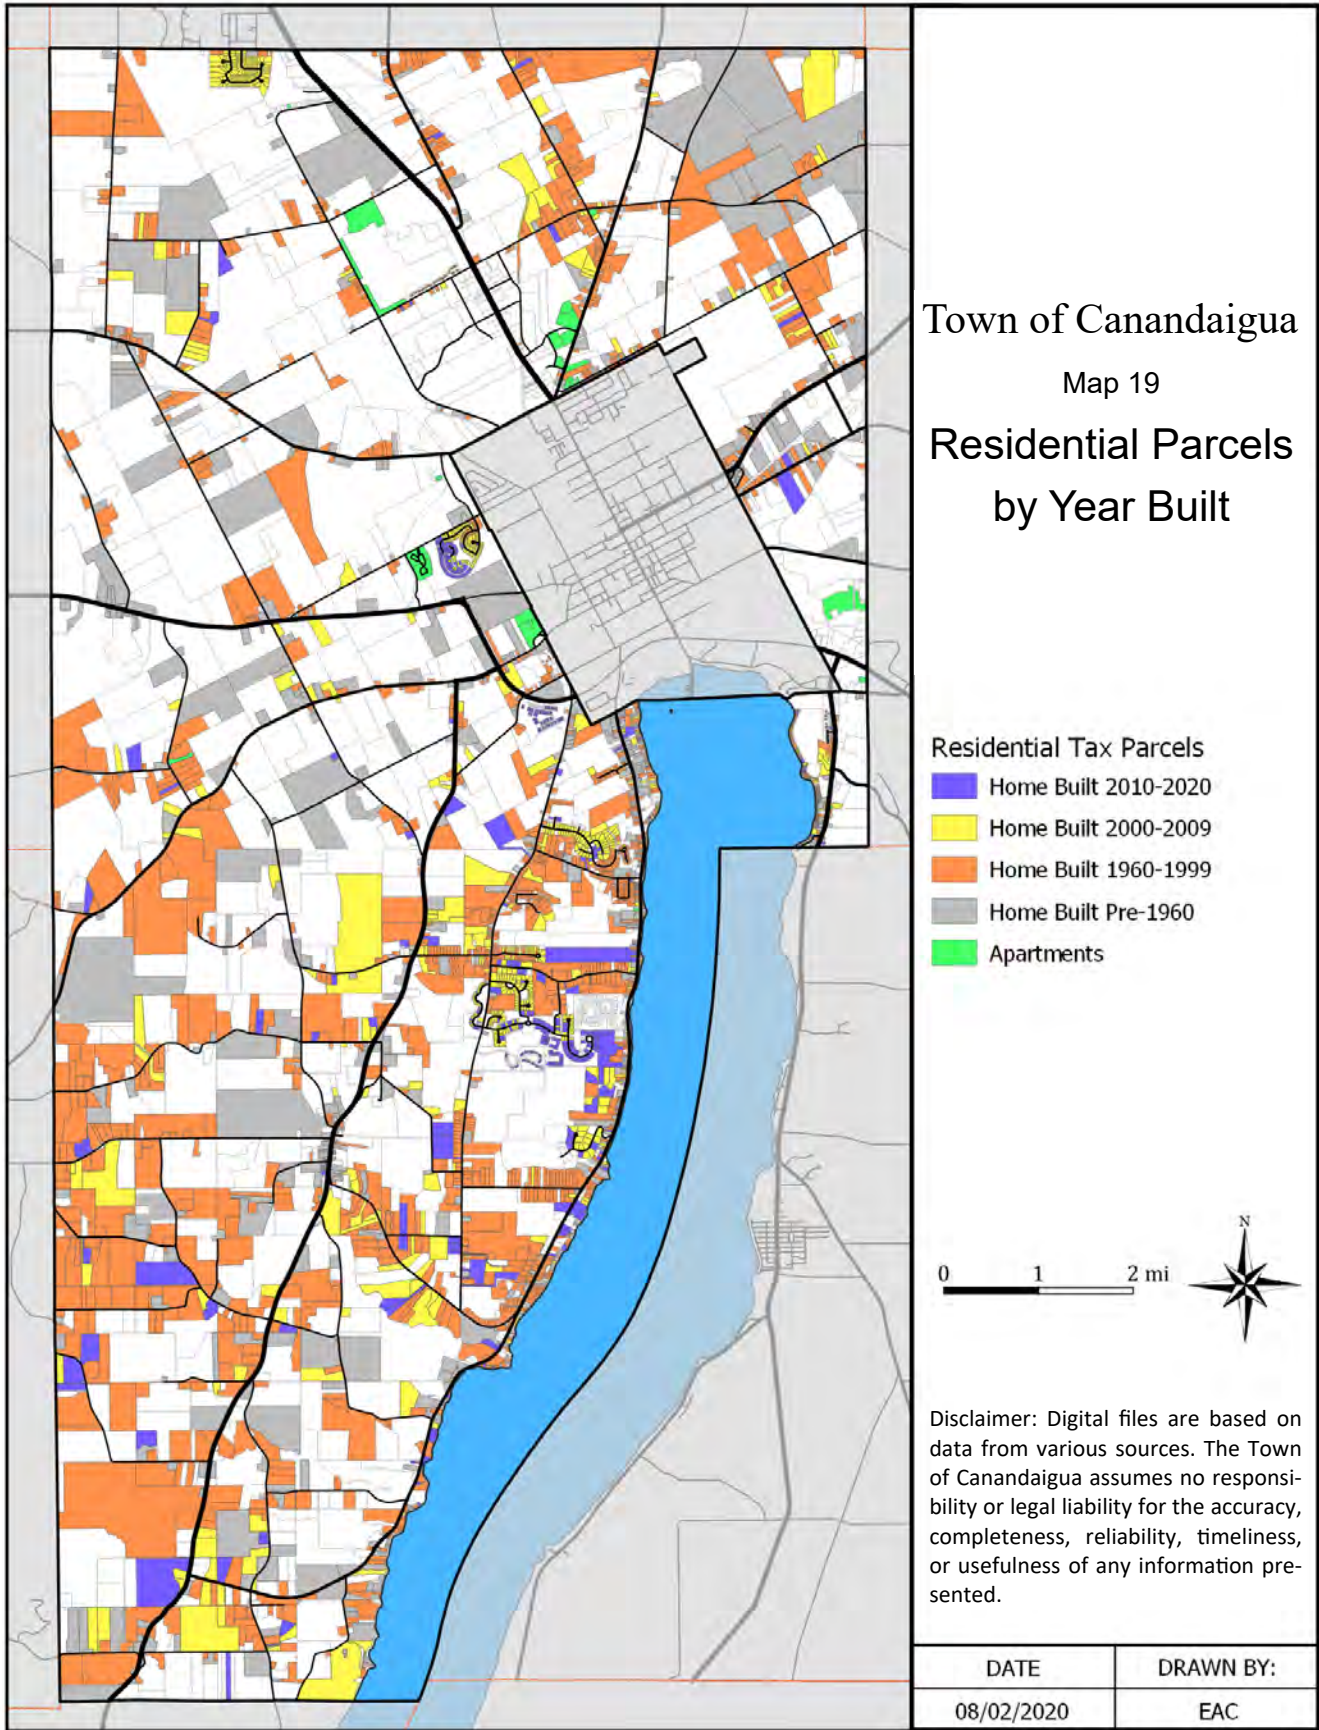 Town of Canandaigua
Map 19
Residential Parcels
by Year Built
Residential Tax Parcels
Home Built 2010-2020
Home Built 2000-2009
Home Built 1960-1999
Home Built Pre-1960
Apartments
N
0 1 2 mi
Disclaimer: Digital files are based on
data from various sources. The Town
of Canandaigua assumes no responsi-
bility or legal liability for the accuracy,
completeness, reliability, timeliness,
or usefulness of any information pre-
sented.
DATE DRAWN BY:
08/02/2020 EAC